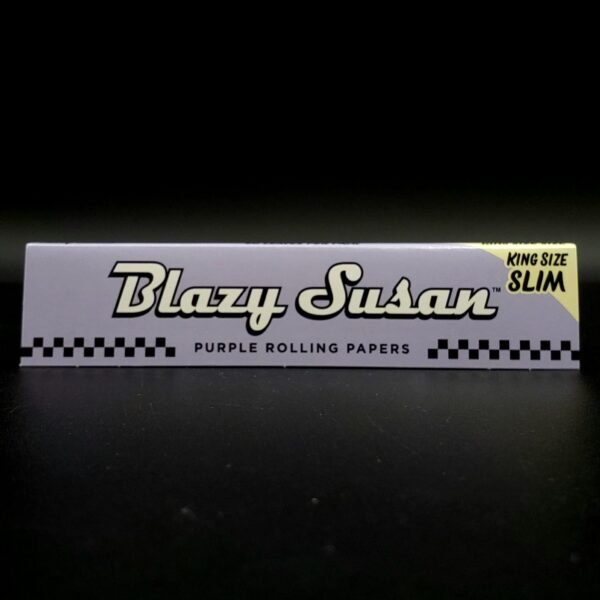 Blazy Susan™
PURPLE ROLLING PAPERS
KING SIZE
SLIM